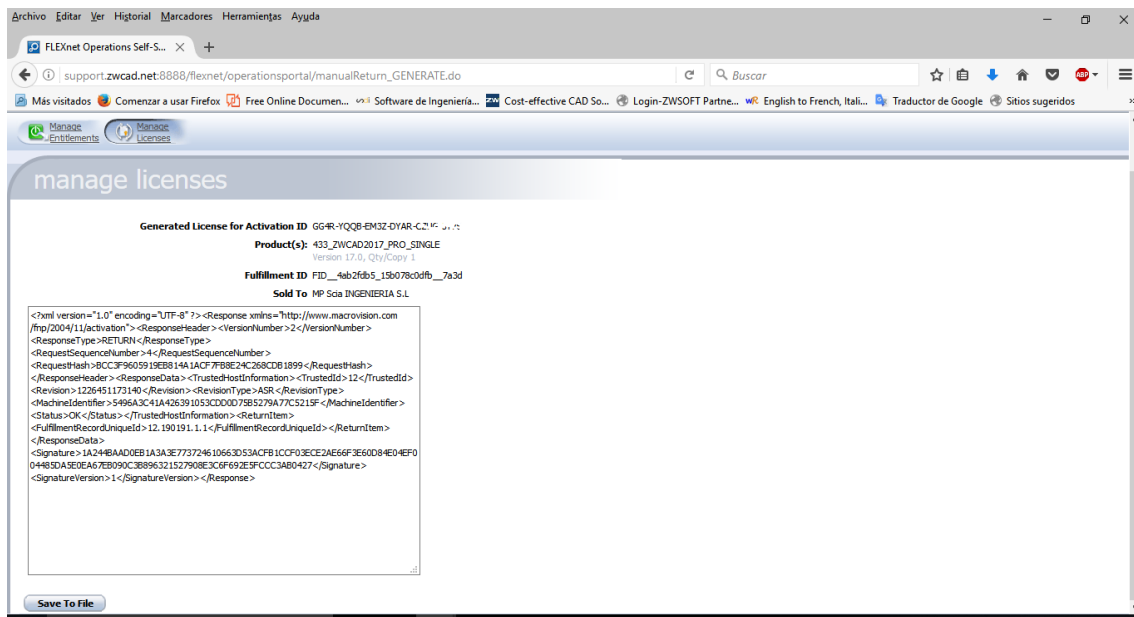 Archivo Editar Ver Historial Marcadores Herramientas Ayuda
FLEXnet Operations Self-S...
support.zwcad.net:8888/flexnet/operationsportal/manualReturn_GENERATE.do
Buscar
ABP
Más visitados Comenzar a usar Firefox Free Online Documen... Software de Ingeniería... Cost-effective CAD So... Login-ZWSOFT Partne... English to French, Itali... Traductor de Google Sitios sugeridos
Manage Entitlements
Manage Licenses
manage licenses
Generated License for Activation ID GG4R-YQQB-EM3Z-DYAR-
Product(s): 433_ZWCAD2017_PRO_SINGLE
Version 17.0, Qty/Copy 1
Fulfillment ID FID__4ab2fdb5_15b078c0dfb__7a3d
Sold To MP Scia INGENIERIA S.L
<?xml version="1.0" encoding="UTF-8" ?><Response xmlns="http://www.macrovision.com
/fnp/2004/11/activation"><ResponseHeader><VersionNumber>2</VersionNumber>
<ResponseType>RETURN</ResponseType>
<RequestSequenceNumber>4</RequestSequenceNumber>
<RequestHash>BCC3F9605919EB814A1ACF7FB8E24C268CDB1899</RequestHash>
</ResponseHeader><ResponseData><TrustedHostInformation><TrustedId>12</TrustedId>
<Revision>1226451173140</Revision><RevisionType>ASR</RevisionType>
<MachineIdentifier>5496A3C41A426391053CDD0D75B5279A77C5215F</MachineIdentifier>
<Status>OK</Status></TrustedHostInformation><ReturnItem>
<FulfillmentRecordUniqueId>12.190191.1.1</FulfillmentRecordUniqueId></ReturnItem>
</ResponseData>
<Signature>1A244BAAD0EB1A3A3E773724610663D53ACFB1CCF03ECE2AE66F3E60D84E04EF0
04485DA5E0EA67EB090C3B896321527908E3C6F692E5FCCC3AB0427</Signature>
<SignatureVersion>1</SignatureVersion></Response>
Save To File